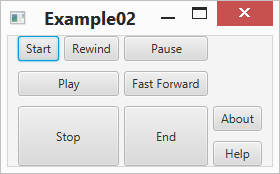 Example02
Start Rewind Pause
Play Fast Forward
Stop End About
Help